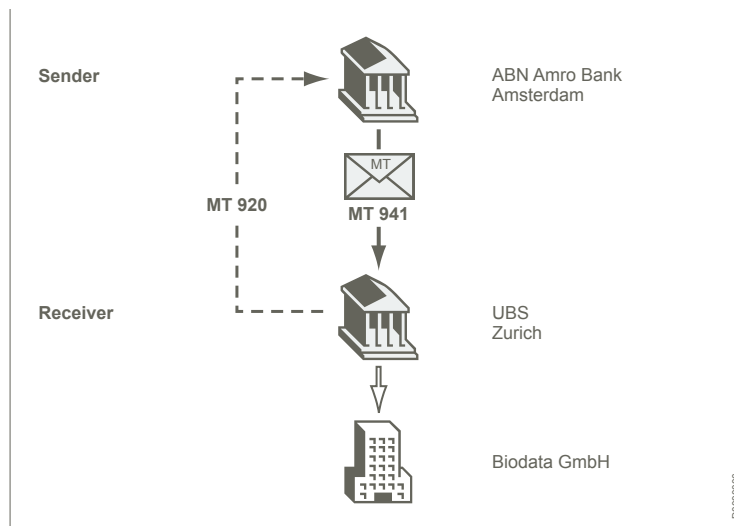 Sender
ABN Amro Bank
Amsterdam
MT
MT 920
MT 941
Receiver
UBS
Zurich
Biodata GmbH